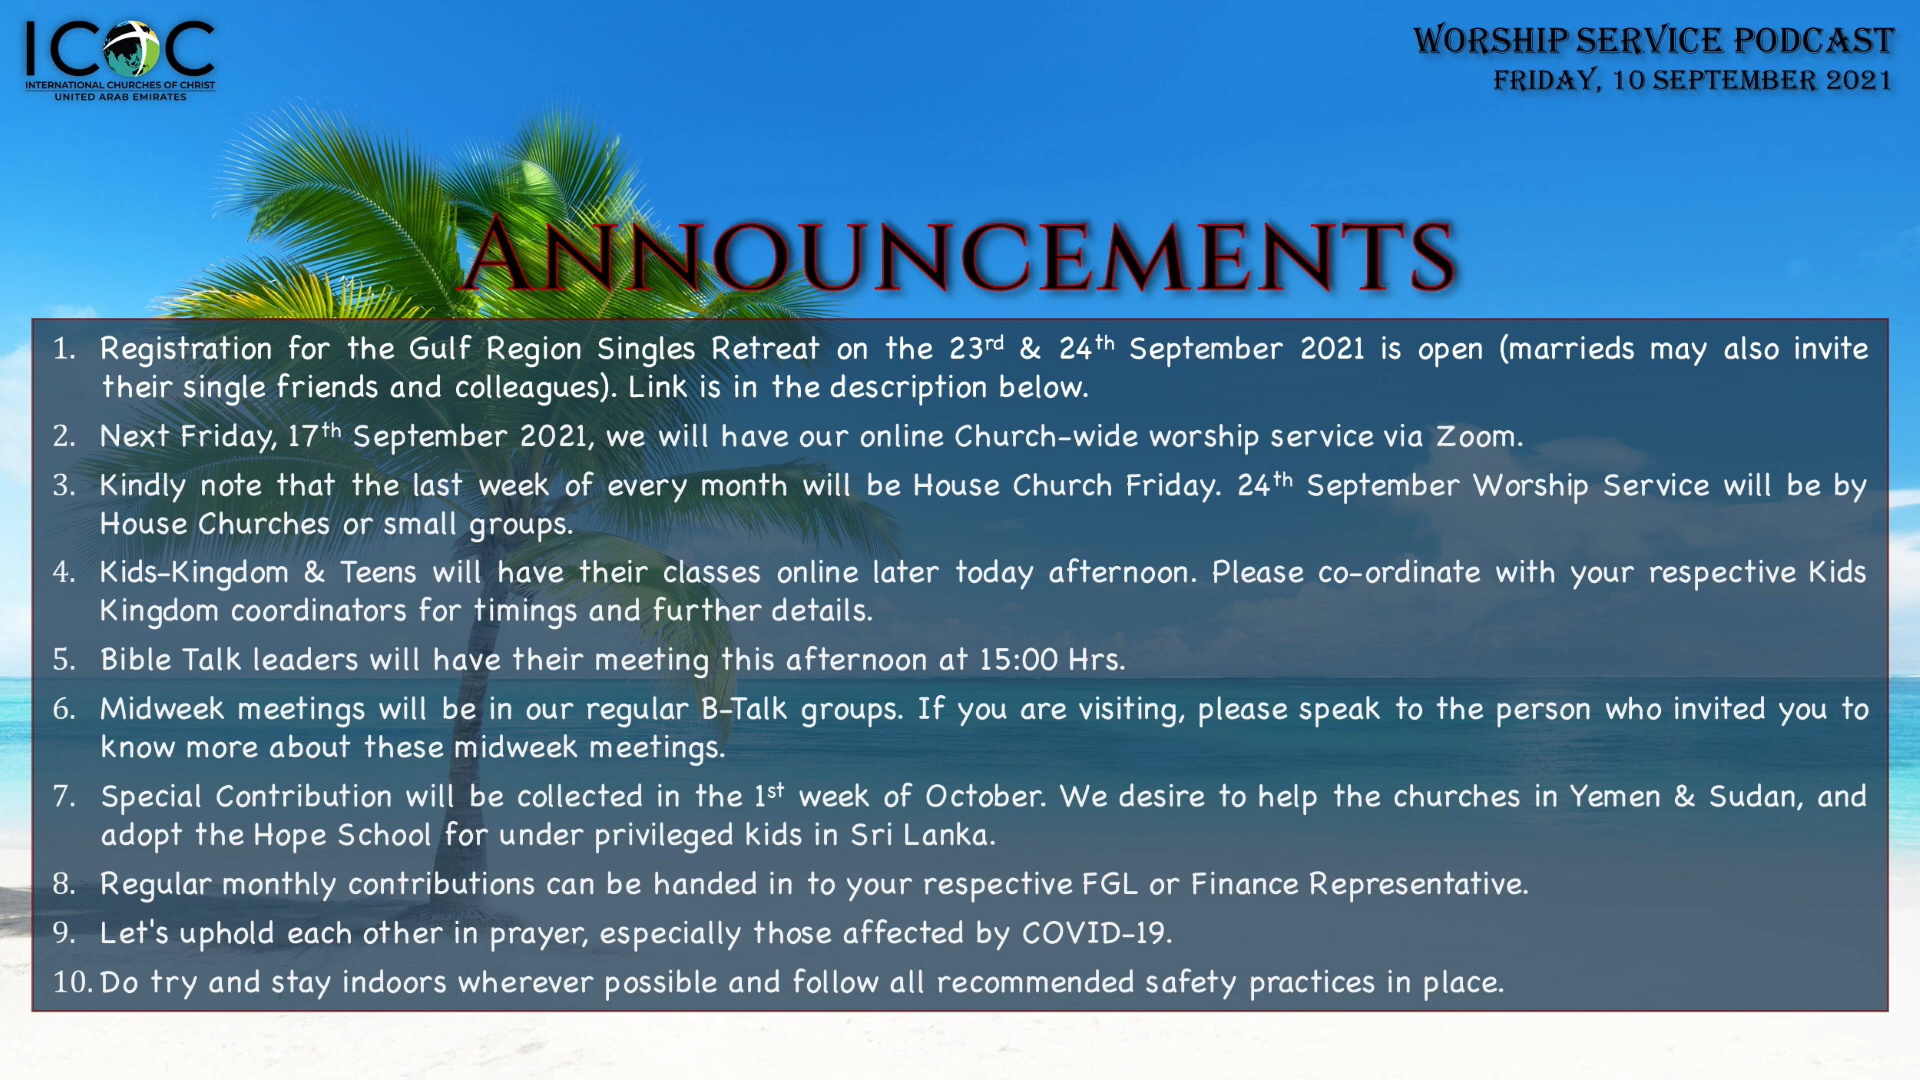 ICOC
INTERNATIONAL CHURCHES OF CHRIST
UNITED ARAB EMIRATES
WORSHIP SERVICE PODCAST
FRIDAY, 10 SEPTEMBER 2021
ANNOUNCEMENTS
1. Registration for the Gulf Region Singles Retreat on the 23rd & 24th September 2021 is open (marrieds may also invite
their single friends and colleagues). Link is in the description below.
2. Next Friday, 17th September 2021, we will have our online Church-wide worship service via Zoom.
3. Kindly note that the last week of every month will be House Church Friday. 24th September Worship Service will be by
House Churches or small groups.
4. Kids-Kingdom & Teens will have their classes online later today afternoon. Please co-ordinate with your respective Kids
Kingdom coordinators for timings and further details.
5. Bible Talk leaders will have their meeting this afternoon at 15:00 Hrs.
6. Midweek meetings will be in our regular B-Talk groups. If you are visiting, please speak to the person who invited you to
know more about these midweek meetings.
7. Special Contribution will be collected in the 1st week of October. We desire to help the churches in Yemen & Sudan, and
adopt the Hope School for under privileged kids in Sri Lanka.
8. Regular monthly contributions can be handed in to your respective FGL or Finance Representative.
9. Let's uphold each other in prayer, especially those affected by COVID-19.
10. Do try and stay indoors wherever possible and follow all recommended safety practices in place.